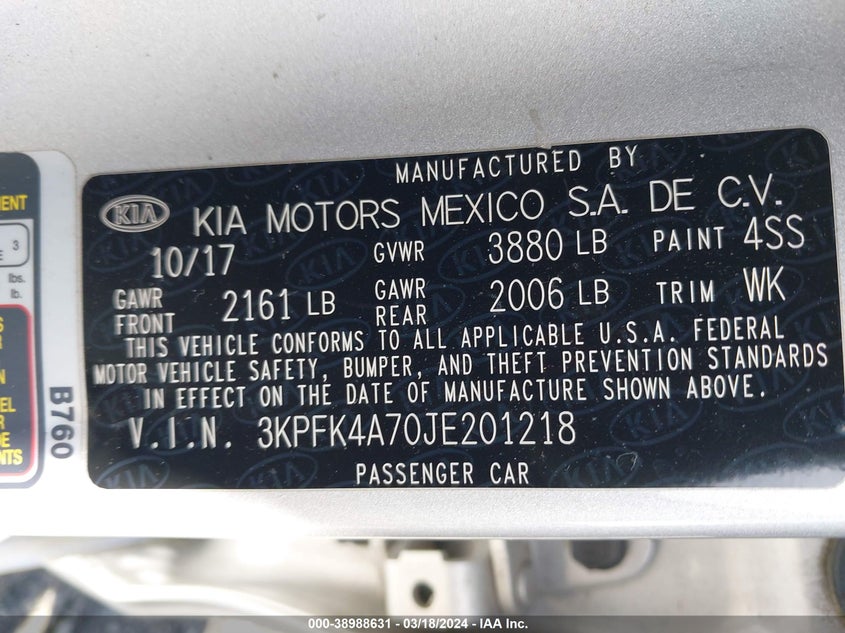 MANUFACTURED BY
KIA KIA MOTORS MEXICO S.A. DE C.V.
10/17 GVWR 3880 LB PAINT 4SS
GAWR FRONT 2161 LB GAWR REAR 2006 LB TRIM WK
THIS VEHICLE CONFORMS TO ALL APPLICABLE U.S.A. FEDERAL
MOTOR VEHICLE SAFETY, BUMPER, AND THEFT PREVENTION STANDARDS
IN EFFECT ON THE DATE OF MANUFACTURE SHOWN ABOVE.
V.I.N. 3KPFK4A70JE201218
PASSENGER CAR
B760
3
lbs.
lb.
000-38988631 - 03/18/2024 - IAA Inc.